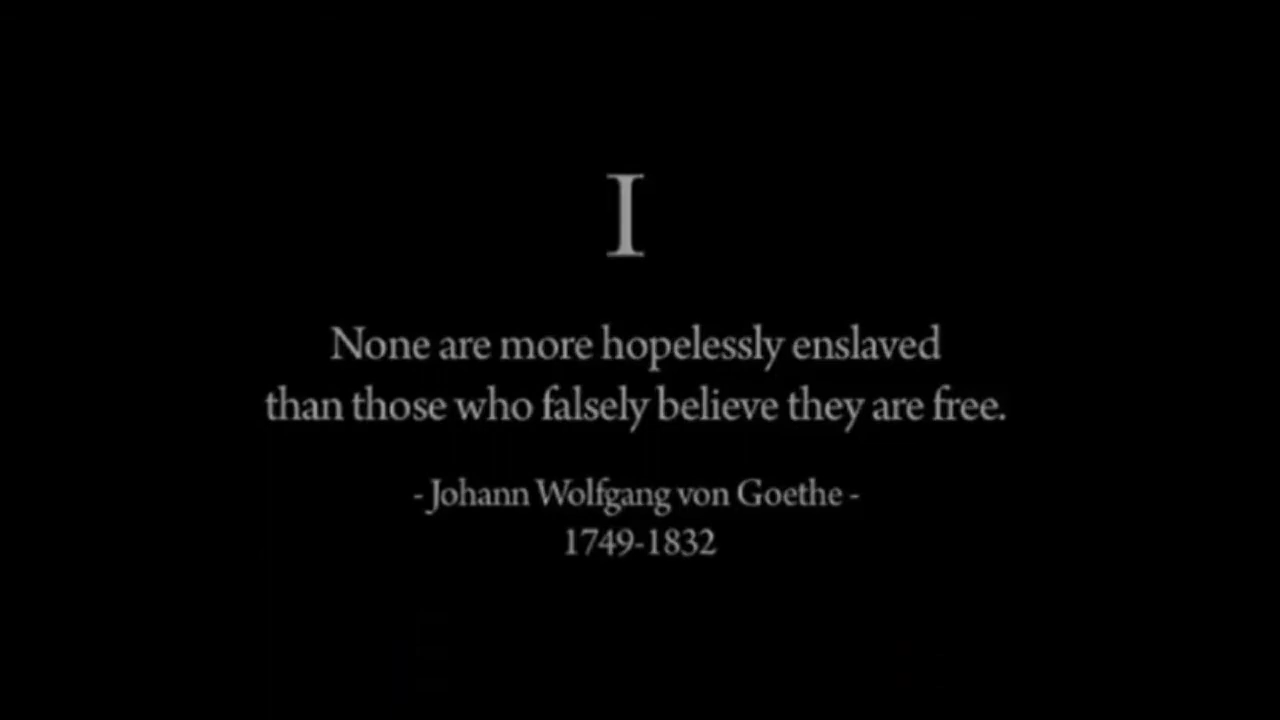 I
None are more hopelessly enslaved
than those who falsely believe they are free.
- Johann Wolfgang von Goethe -
1749-1832